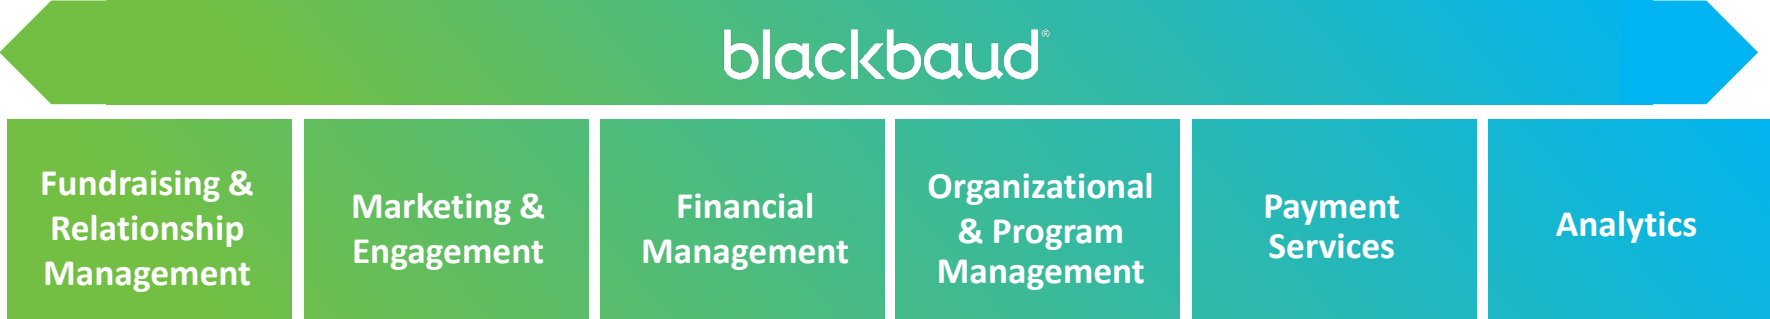 blackbaud®
Fundraising &
Relationship
Management
Marketing &
Engagement
Financial
Management
Organizational
& Program
Management
Payment
Services
Analytics